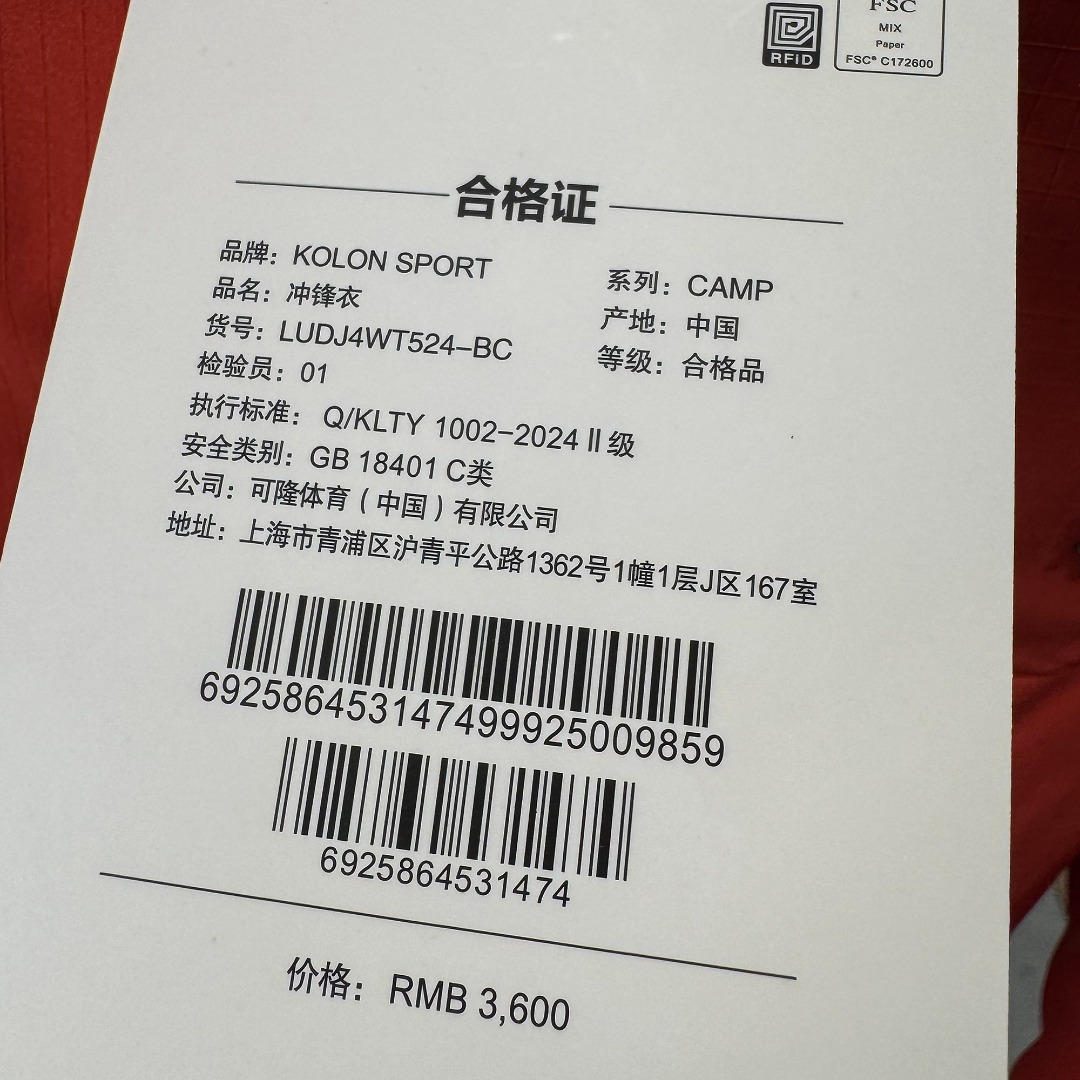 RFID
FSC
MIX
Paper
FSC® C172600
合格证
品牌：KOLON SPORT
系列：CAMP
品名：冲锋衣
产地：中国
货号：LUDJ4WT524-BC
等级：合格品
检验员：01
执行标准：Q/KLTY 1002-2024 II 级
安全类别：GB 18401 C类
公司：可隆体育（中国）有限公司
地址：上海市青浦区沪青平公路1362号1幢1层J区167室
692586453147499925009859
6925864531474
价格：RMB 3,600